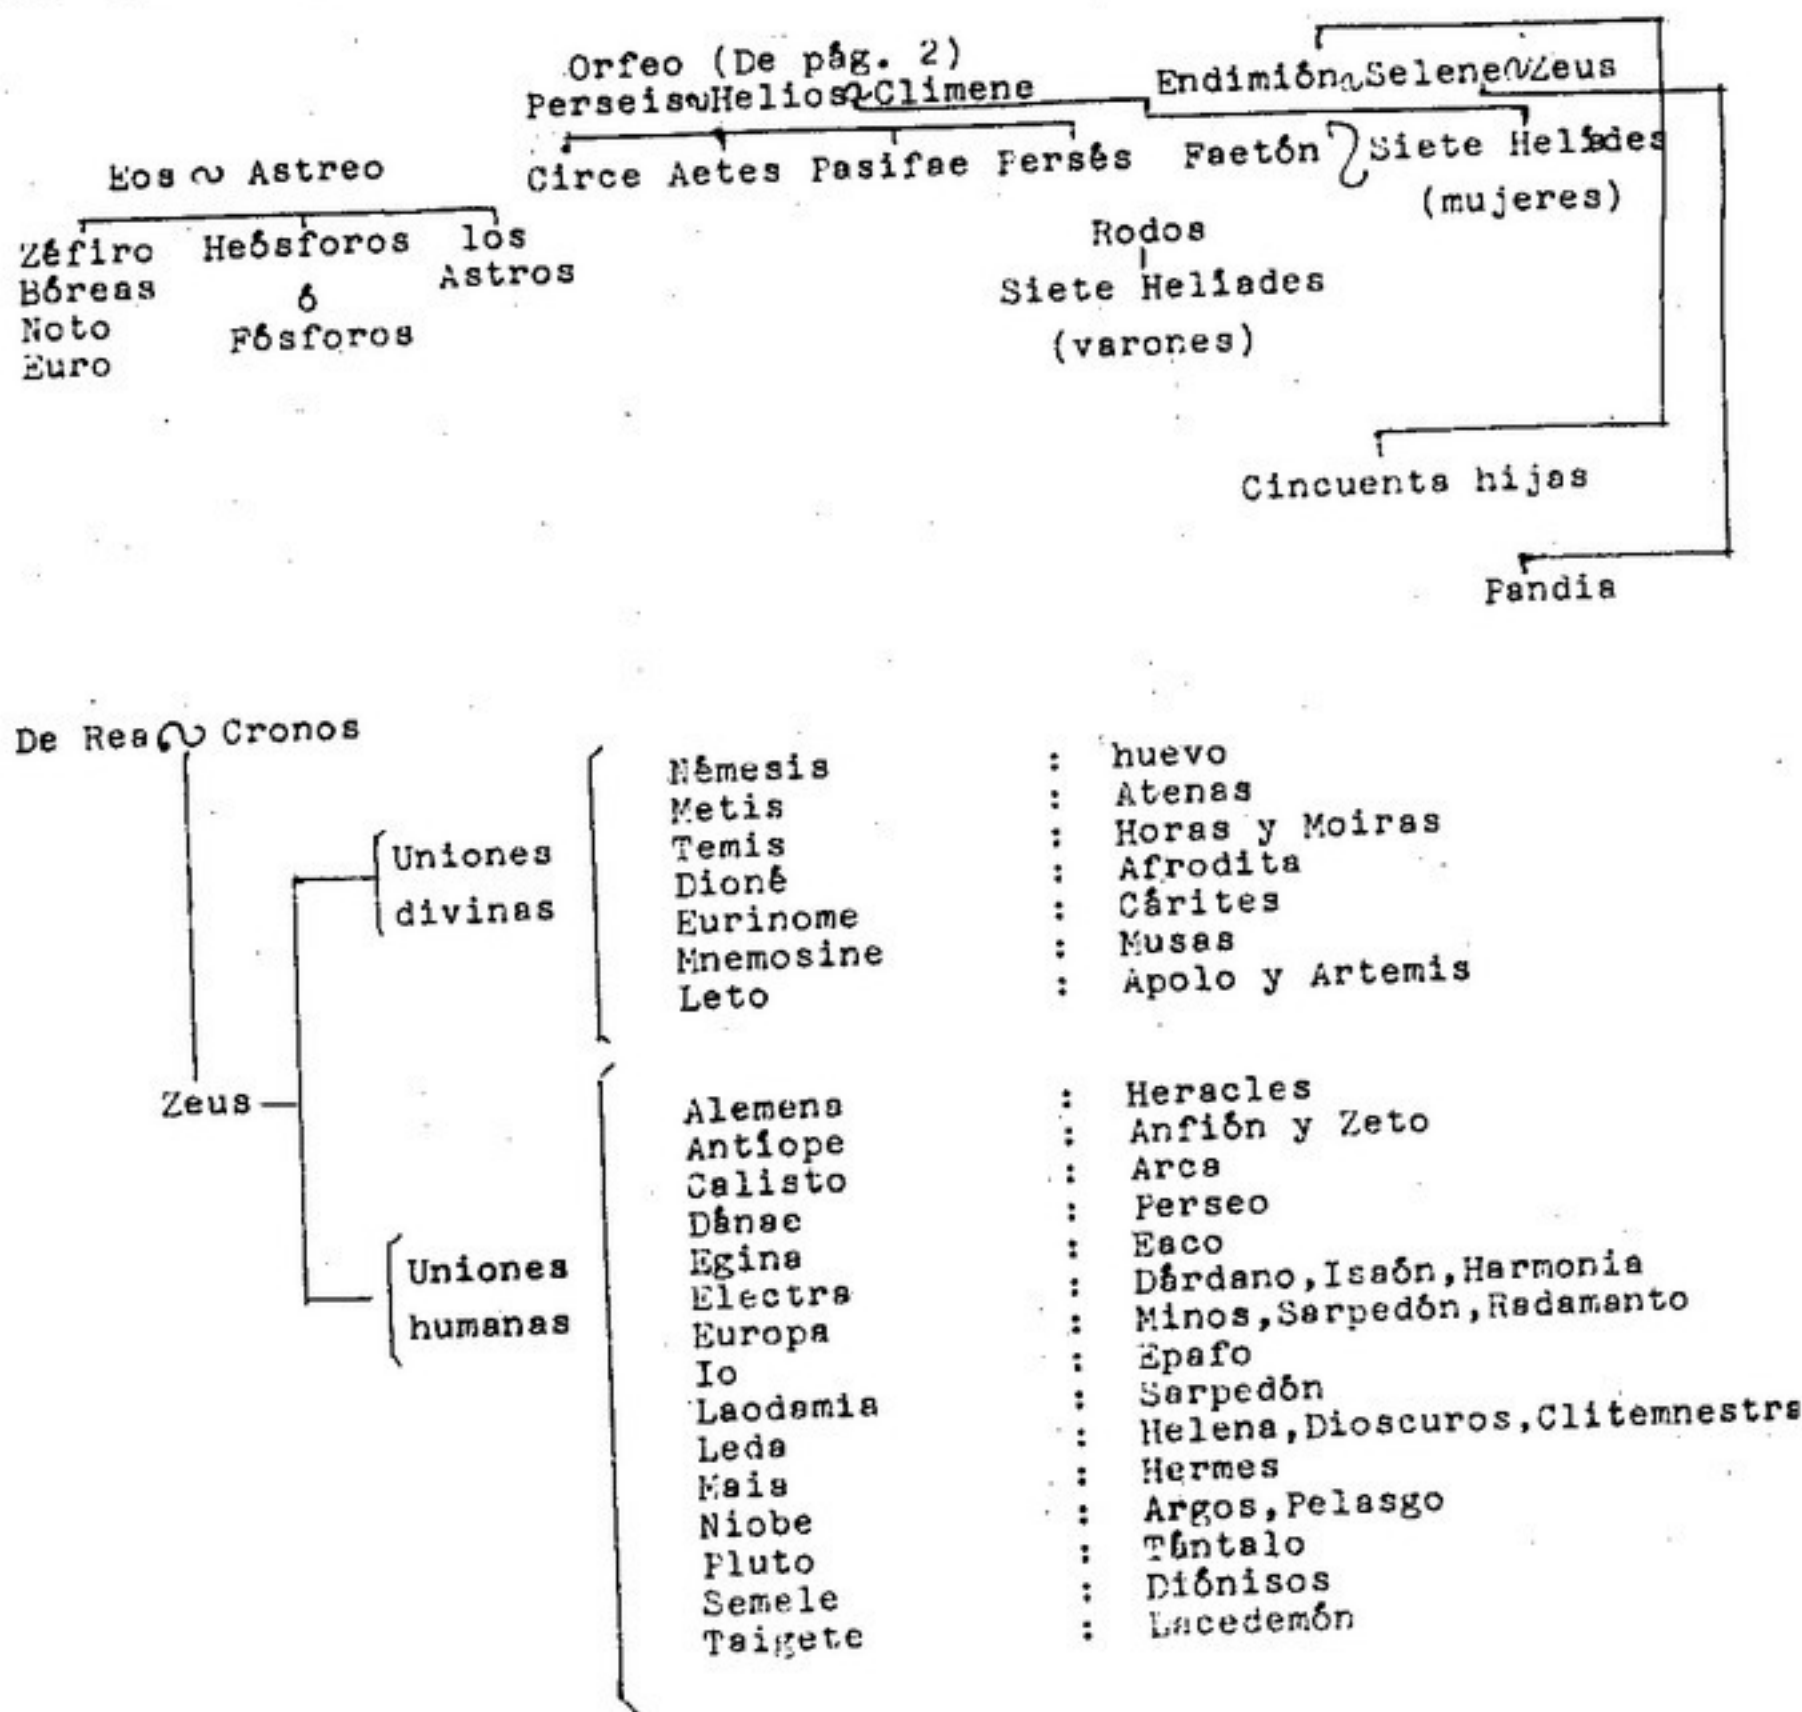 Orfeo (De pág. 2)
Perseis∾Helios∾Climene
Endimión∾Selene∾Zeus
Eos ∾ Astreo
Circe Aetes Pasifae Persés
Faetón
Siete Helíades
(mujeres)
Zéfiro
Bóreas
Noto
Euro
Heósforos
ó
Fósforos
los
Astros
Rodos
Siete Helíades
(varones)
Cincuenta hijas
Pandia
De Rea ∾ Cronos
Zeus
Uniones
divinas
Némesis : huevo
Metis : Atenas
Temis : Horas y Moiras
Dioné : Afrodita
Eurinome : Cárites
Mnemosine : Musas
Leto : Apolo y Artemis
Uniones
humanas
Alemena : Heracles
Antíope : Anfión y Zeto
Calisto : Arca
Dánae : Perseo
Egina : Eaco
Electra : Dárdano,Isaón,Harmonia
Europa : Minos,Sarpedón,Radamanto
Io : Epafo
Laodamia : Sarpedón
Leda : Helena,Dioscuros,Clitemnestra
Maia : Hermes
Niobe : Argos,Pelasgo
Pluto : Tántalo
Semele : Diónisos
Taigete : Lacedemón